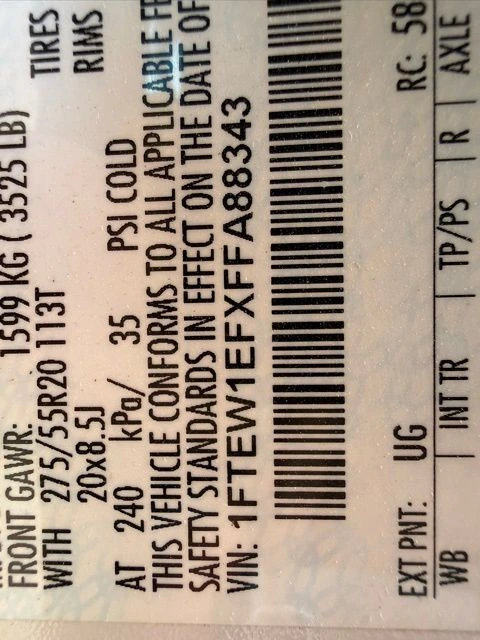 FRONT GAWR: 1599 KG ( 3525 LB)
WITH 275/55R20 113T TIRES
20x8.5J RIMS
AT 240 kPa/ 35 PSI COLD
THIS VEHICLE CONFORMS TO ALL APPLICABLE
SAFETY STANDARDS IN EFFECT ON THE DATE OF
VIN: 1FTEW1EFXFFA88343
EXT PNT: UG RC: 58
WB | INT TR | TP/PS | R | AXLE